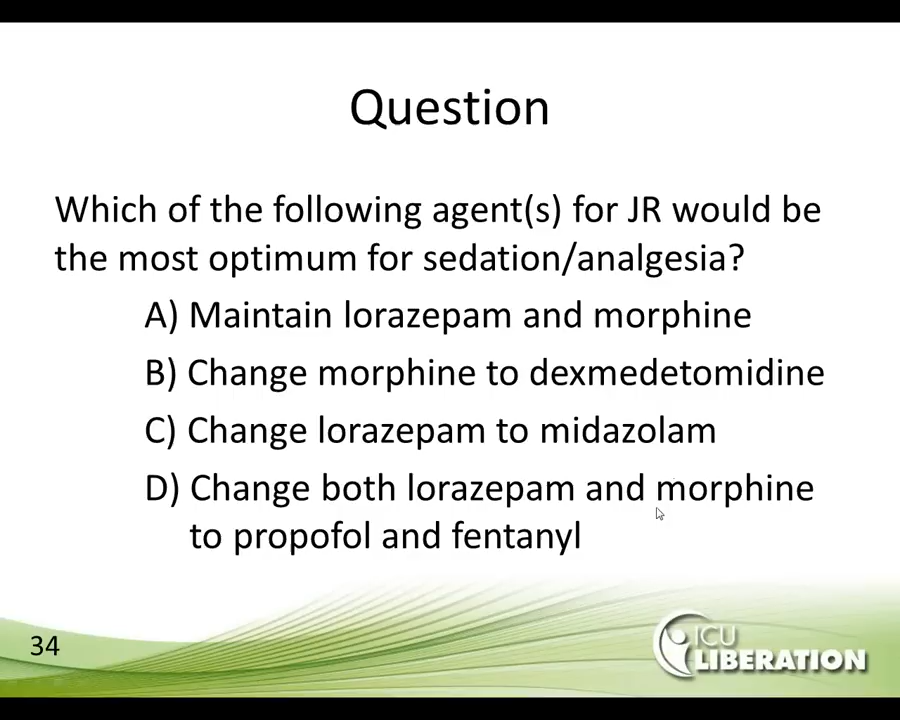 Question
Which of the following agent(s) for JR would be
the most optimum for sedation/analgesia?
A) Maintain lorazepam and morphine
B) Change morphine to dexmedetomidine
C) Change lorazepam to midazolam
D) Change both lorazepam and morphine
to propofol and fentanyl
34
ICU
LIBERATION